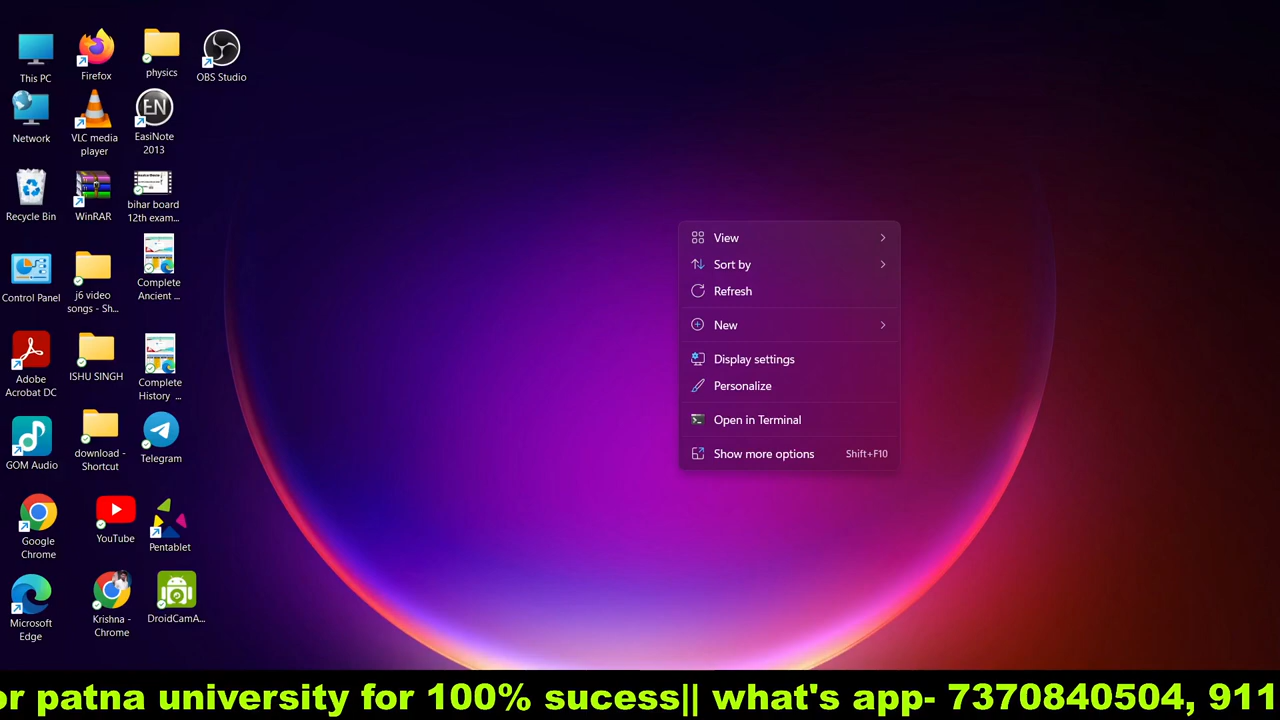 This PC
Firefox
physics
OBS Studio
Network
VLC media
player
EN
EasiNote
2013
Recycle Bin
WinRAR
bihar board
12th exam...
Control Panel
j6 video
songs - Sh...
Complete
Ancient ...
Adobe
Acrobat DC
ISHU SINGH
Complete
History ...
GOM Audio
download -
Shortcut
Telegram
Google
Chrome
YouTube
Pentablet
Microsoft
Edge
Krishna -
Chrome
DroidCamA...
View
Sort by
Refresh
New
Display settings
Personalize
Open in Terminal
Show more options Shift+F10
or patna university for 100% sucess|| what's app- 7370840504, 911